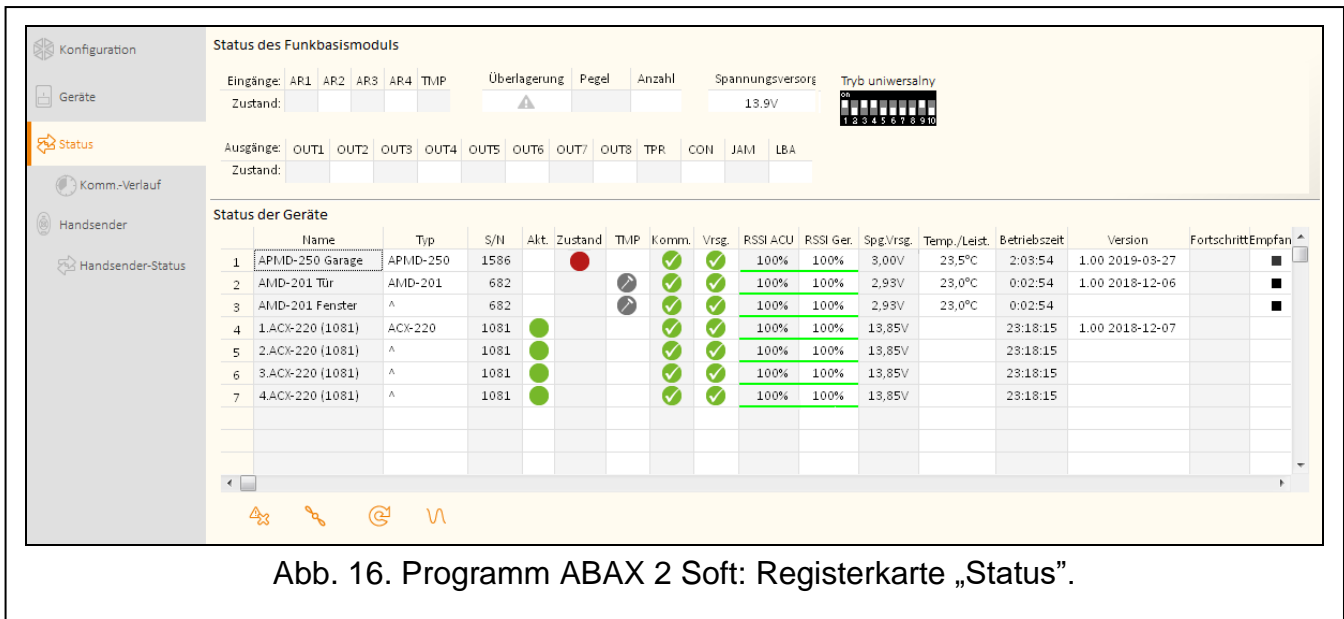 Konfiguration
Geräte
Status
Komm.-Verlauf
Handsender
Handsender-Status
Status des Funkbasismoduls
Eingänge: AR1 AR2 AR3 AR4 TMP Überlagerung Pegel Anzahl Spannungsversorg Tryb uniwersalny
Zustand: 13.9V on
1 2 3 4 5 6 7 8 9 10
Ausgänge: OUT1 OUT2 OUT3 OUT4 OUT5 OUT6 OUT7 OUT8 TPR CON JAM LBA
Zustand:
Status der Geräte
Name Typ S/N Akt. Zustand TMP Komm. Vrsg. RSSI ACU RSSI Ger. Spg.Vrsg. Temp./Leist. Betriebszeit Version Fortschritt Empfan
1 APMD-250 Garage APMD-250 1586 100% 100% 3,00V 23,5°C 2:03:54 1.00 2019-03-27
2 AMD-201 Tür AMD-201 682 100% 100% 2,93V 23,0°C 0:02:54 1.00 2018-12-06
3 AMD-201 Fenster ^ 682 100% 100% 2,93V 23,0°C 0:02:54
4 1.ACX-220 (1081) ACX-220 1081 100% 100% 13,85V 23:18:15 1.00 2018-12-07
5 2.ACX-220 (1081) ^ 1081 100% 100% 13,85V 23:18:15
6 3.ACX-220 (1081) ^ 1081 100% 100% 13,85V 23:18:15
7 4.ACX-220 (1081) ^ 1081 100% 100% 13,85V 23:18:15
Abb. 16. Programm ABAX 2 Soft: Registerkarte „Status”.